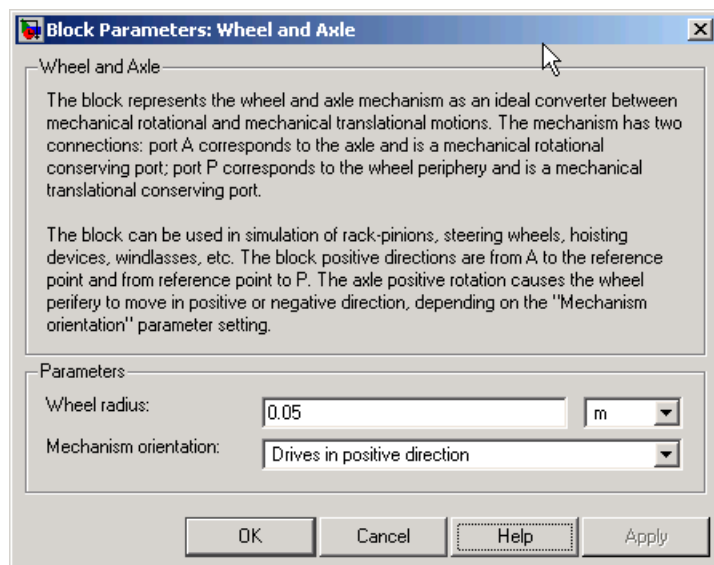 Block Parameters: Wheel and Axle
Wheel and Axle
The block represents the wheel and axle mechanism as an ideal converter between
mechanical rotational and mechanical translational motions. The mechanism has two
connections: port A corresponds to the axle and is a mechanical rotational
conserving port; port P corresponds to the wheel periphery and is a mechanical
translational conserving port.
The block can be used in simulation of rack-pinions, steering wheels, hoisting
devices, windlasses, etc. The block positive directions are from A to the reference
point and from reference point to P. The axle positive rotation causes the wheel
perifery to move in positive or negative direction, depending on the "Mechanism
orientation" parameter setting.
Parameters
Wheel radius: 0.05 m
Mechanism orientation: Drives in positive direction
OK Cancel Help Apply